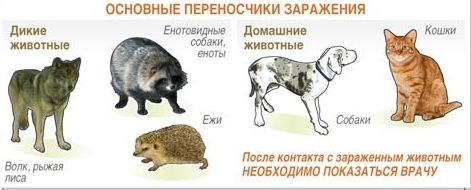 ОСНОВНЫЕ ПЕРЕНОСЧИКИ ЗАРАЖЕНИЯ
Дикие
животные
Енотовидные
собаки,
еноты
Ежи
Волк, рыжая
лиса
Домашние
животные
Кошки
Собаки
После контакта с зараженным животным
НЕОБХОДИМО ПОКАЗАТЬСЯ ВРАЧУ